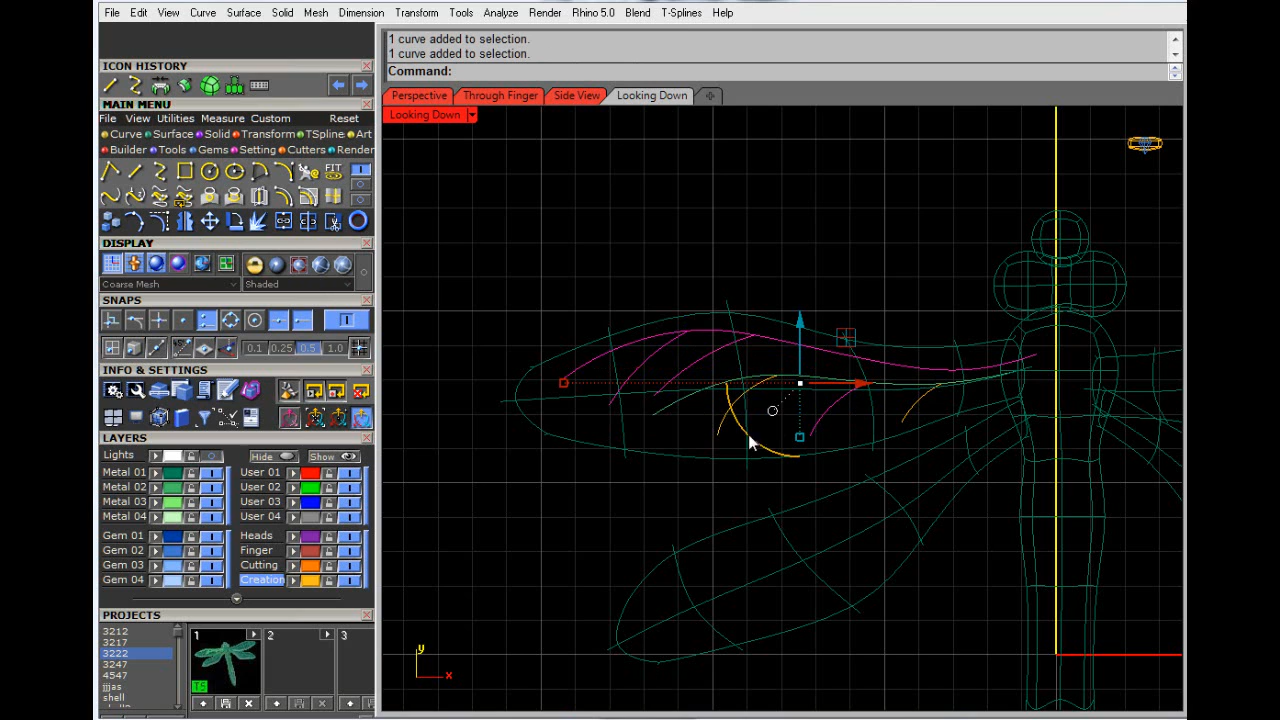 File Edit View Curve Surface Solid Mesh Dimension Transform Tools Analyze Render Rhino 5.0 Blend T-Splines Help
1 curve added to selection.
1 curve added to selection.
Command:
Perspective Through Finger Side View Looking Down
Looking Down
ICON HISTORY
MAIN MENU
File View Utilities Measure Custom Reset
Curve Surface Solid Transform TSpline Art
Builder Tools Gems Setting Cutters Render
FIT
DISPLAY
Coarse Mesh Shaded
SNAPS
0.1 0.25 0.5 1.0
INFO & SETTINGS
LAYERS
Lights Hide Show
Metal 01 User 01
Metal 02 User 02
Metal 03 User 03
Metal 04 User 04
Gem 01 Heads
Gem 02 Finger
Gem 03 Cutting
Gem 04 Creation
PROJECTS
3212
3217
3222
3247
4547
jjjas
shell
1 2 3
TS
y
x